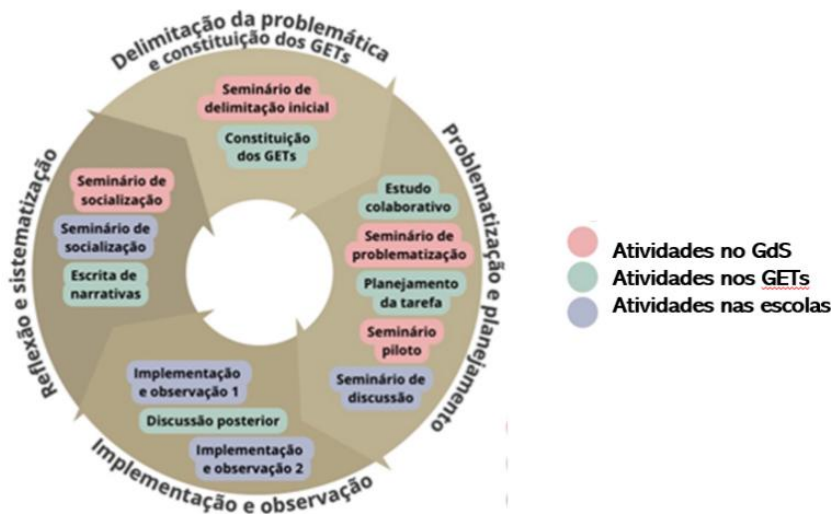 Delimitação da problemática
e constituição dos GETs
Seminário de
delimitação inicial
Constituição
dos GETs
Problematização e planejamento
Estudo
colaborativo
Seminário de
problematização
Planejamento
da tarefa
Seminário
piloto
Seminário de
discussão
Implementação e observação
Implementação
e observação 1
Discussão posterior
Implementação
e observação 2
Reflexão e sistematização
Seminário de
socialização
Seminário de
socialização
Escrita de
narrativas
Atividades no GdS
Atividades nos GETs
Atividades nas escolas